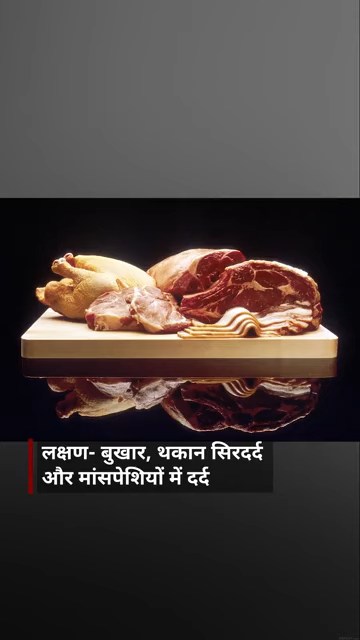 लक्षण- बुखार, थकान सिरदर्द
और मांसपेशियों में दर्द